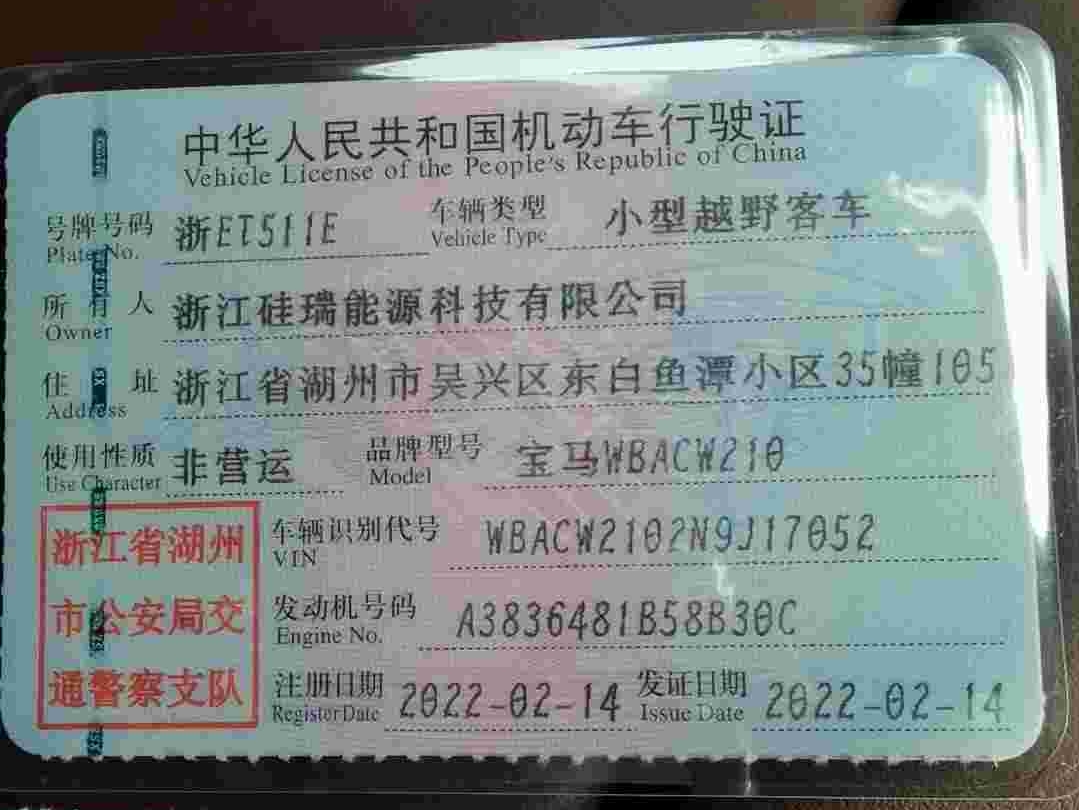 中华人民共和国机动车行驶证
Vehicle License of the People's Republic of China
号牌号码 浙ET511E 车辆类型 小型越野客车
Plate No. Vehicle Type
所有人 浙江硅瑞能源科技有限公司
Owner
住址 浙江省湖州市吴兴区东白鱼潭小区35幢105
Address
使用性质 非营运 品牌型号 宝马WBACW210
Use Character Model
浙江省湖州 车辆识别代号 WBACW2102N9J17052
VIN
市公安局交 发动机号码 A3836481B58B30C
Engine No.
通警察支队 注册日期 2022-02-14 发证日期 2022-02-14
Register Date Issue Date